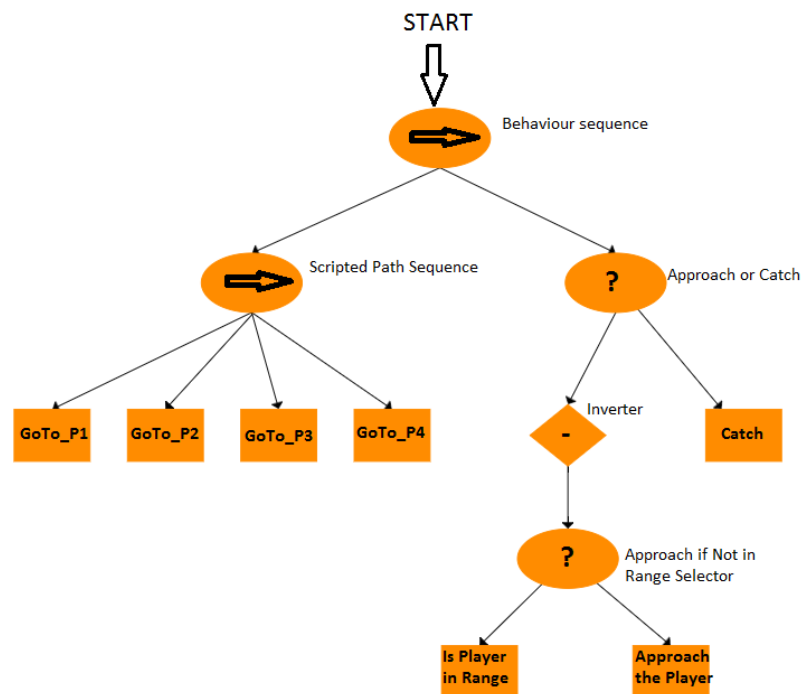 START
Behaviour sequence
Scripted Path Sequence
?
Approach or Catch
GoTo_P1
GoTo_P2
GoTo_P3
GoTo_P4
Inverter
-
Catch
?
Approach if Not in
Range Selector
Is Player
in Range
Approach
the Player